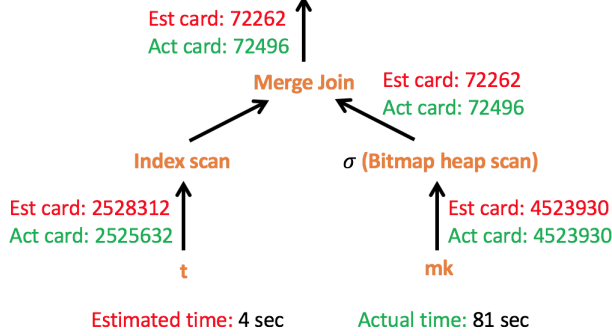 Est card: 72262
Act card: 72496
Merge Join
Est card: 72262
Act card: 72496
Index scan
σ (Bitmap heap scan)
Est card: 2528312
Act card: 2525632
Est card: 4523930
Act card: 4523930
t
mk
Estimated time: 4 sec
Actual time: 81 sec